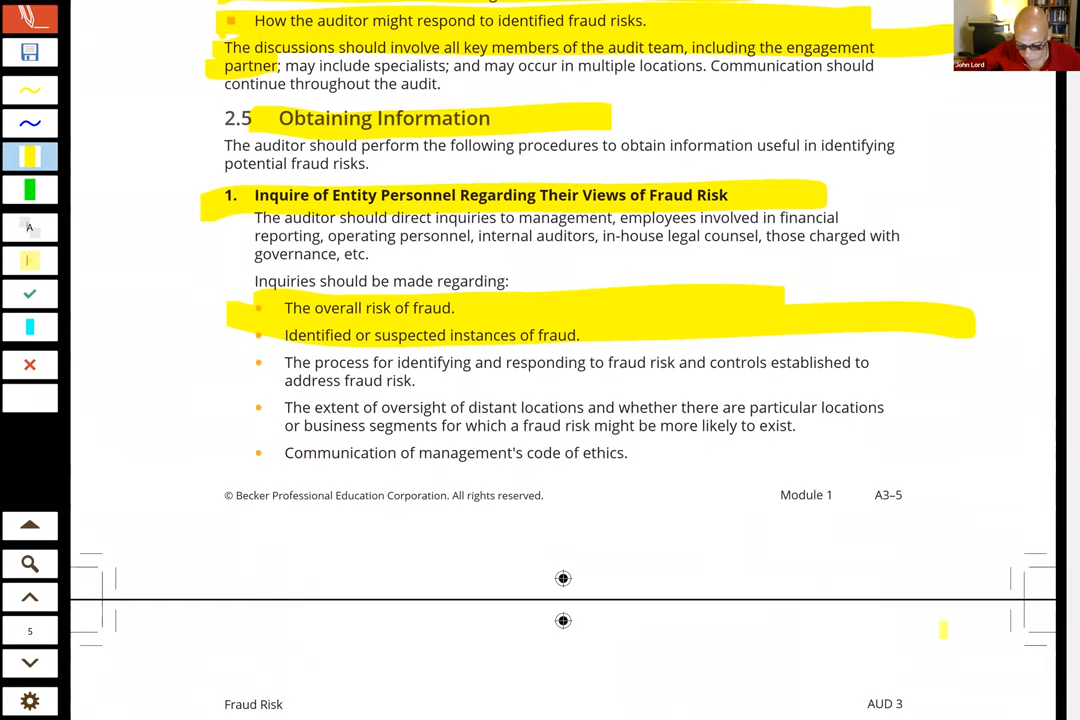 How the auditor might respond to identified fraud risks.
The discussions should involve all key members of the audit team, including the engagement
partner; may include specialists; and may occur in multiple locations. Communication should
continue throughout the audit.
2.5 Obtaining Information
The auditor should perform the following procedures to obtain information useful in identifying
potential fraud risks.
1. Inquire of Entity Personnel Regarding Their Views of Fraud Risk
The auditor should direct inquiries to management, employees involved in financial
reporting, operating personnel, internal auditors, in-house legal counsel, those charged with
governance, etc.
Inquiries should be made regarding:
• The overall risk of fraud.
• Identified or suspected instances of fraud.
• The process for identifying and responding to fraud risk and controls established to
address fraud risk.
• The extent of oversight of distant locations and whether there are particular locations
or business segments for which a fraud risk might be more likely to exist.
• Communication of management's code of ethics.
© Becker Professional Education Corporation. All rights reserved. Module 1 A3–5
Fraud Risk AUD 3
John Lord
A
5